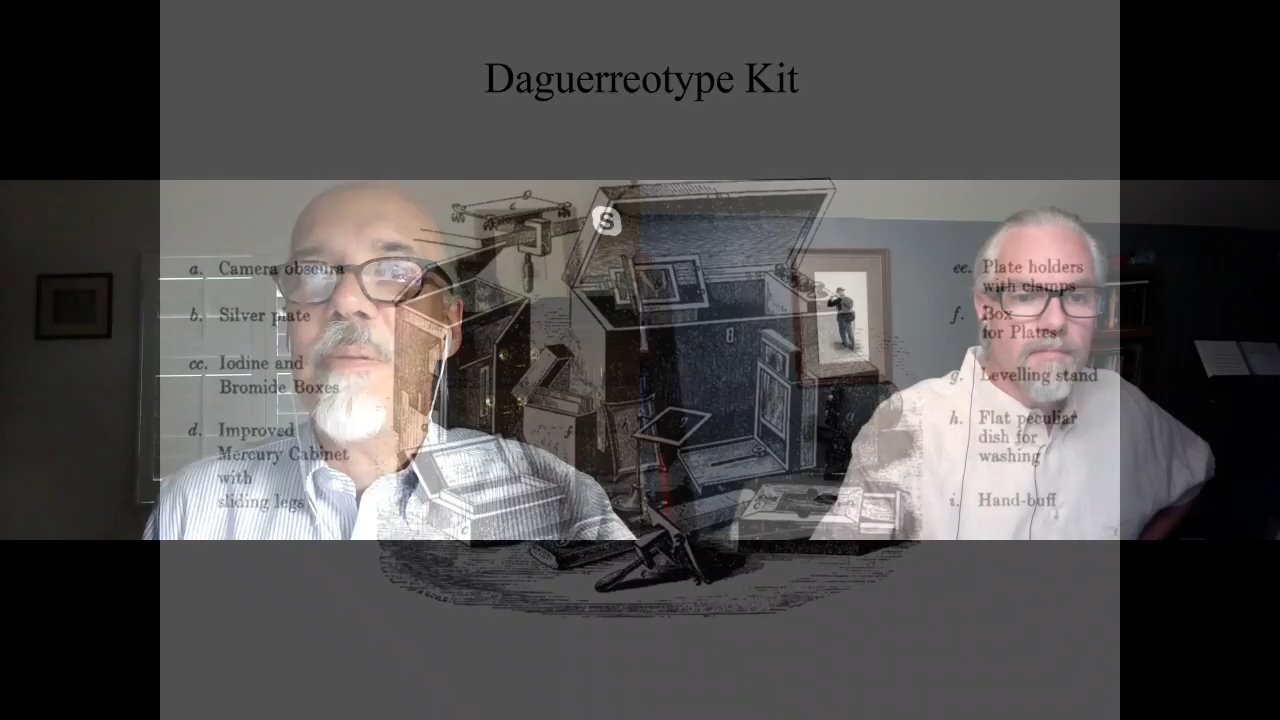 Daguerreotype Kit
S
a. Camera obscura
b. Silver plate
cc. Iodine and
Bromide Boxes
d. Improved
Mercury Cabinet
with
sliding legs
ee. Plate holders
with clamps
f. Box
for Plates
g. Levelling stand
h. Flat peculiar
dish for
washing
i. Hand-buff